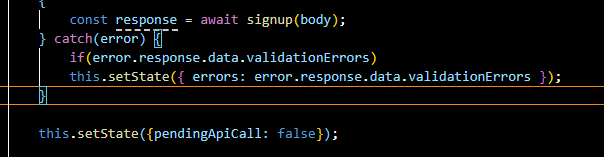 {
const response = await signup(body);
} catch(error) {
if(error.response.data.validationErrors)
this.setState({ errors: error.response.data.validationErrors });
}
this.setState({pendingApiCall: false});